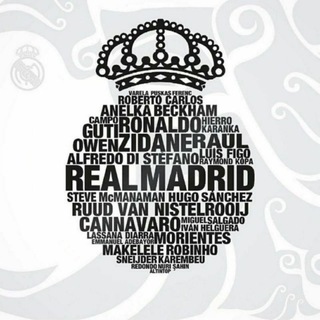 VARELA PUSKAS FERENC
ROBERTO CARLOS
ANELKA BECKHAM
CAMPO RONALDO HIERRO
GUTI KARANKA
OWEN ZIDANE RAUL
LUIS FIGO
ALFREDO DI STEFANO RAYMOND KOPA
REAL MADRID
STEVE McMANAMAN HUGO SÁNCHEZ
RUUD VAN NISTELROOIJ
CANNAVARO MIGUEL SALGADO
IVÁN HELGUERA
LASSANA DIARRA MORIENTES
EMMANUEL ADEBAYOR
MAKELELE ROBINHO
SNEIJDER KAREMBEU
REDONDO NURI SAHIN
ALTINTOP